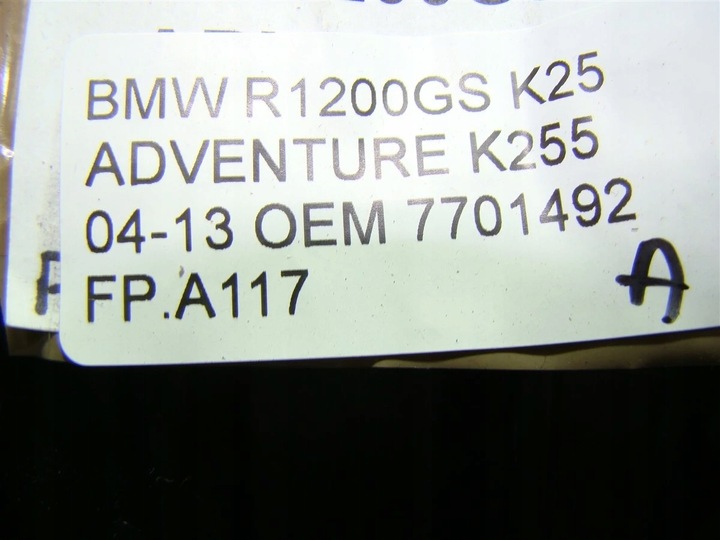 BMW R1200GS K25
ADVENTURE K255
04-13 OEM 7701492
FP.A117
A